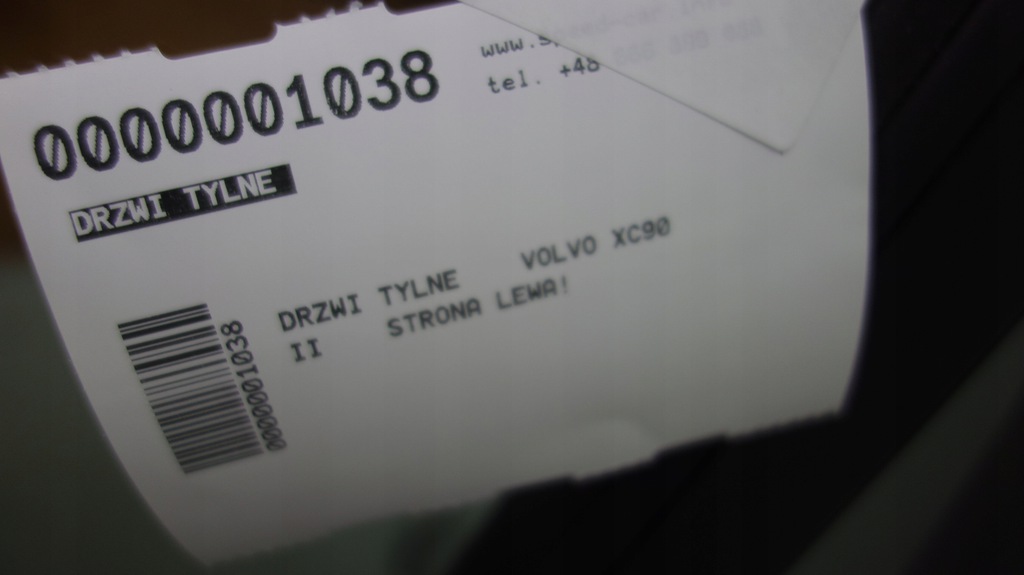 0000001038
tel. +48
DRZWI TYLNE
DRZWI TYLNE VOLVO XC90
II STRONA LEWA!
0000001038